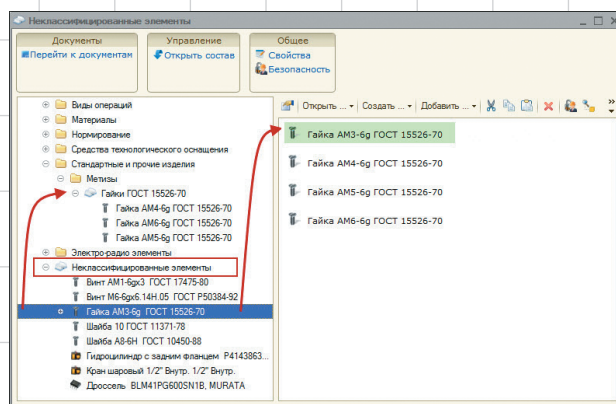 Неклассифицированные элементы
Документы
Перейти к документам
Управление
Открыть состав
Общее
Свойства
Безопасность
Виды операций
Материалы
Нормирование
Средства технологического оснащения
Стандартные и прочие изделия
Метизы
Гайки ГОСТ 15526-70
Гайка АМ4-6g ГОСТ 15526-70
Гайка АМ6-6g ГОСТ 15526-70
Гайка АМ5-6g ГОСТ 15526-70
Электро-радио элементы
Неклассифицированные элементы
Винт АМ1-6gx3 ГОСТ 17475-80
Винт М6-6gx6.14Н.05 ГОСТ Р50384-92
Гайка АМ3-6g ГОСТ 15526-70
Шайба 10 ГОСТ 11371-78
Шайба А8-6Н ГОСТ 10450-88
Гидроцилиндр с задним фланцем Р4143863...
Кран шаровый 1/2" Внутр. 1/2" Внутр.
Дроссель BLM41PG600SN1B, MURATA
Открыть ... Создать ... Добавить ...
Гайка АМ3-6g ГОСТ 15526-70
Гайка АМ4-6g ГОСТ 15526-70
Гайка АМ5-6g ГОСТ 15526-70
Гайка АМ6-6g ГОСТ 15526-70